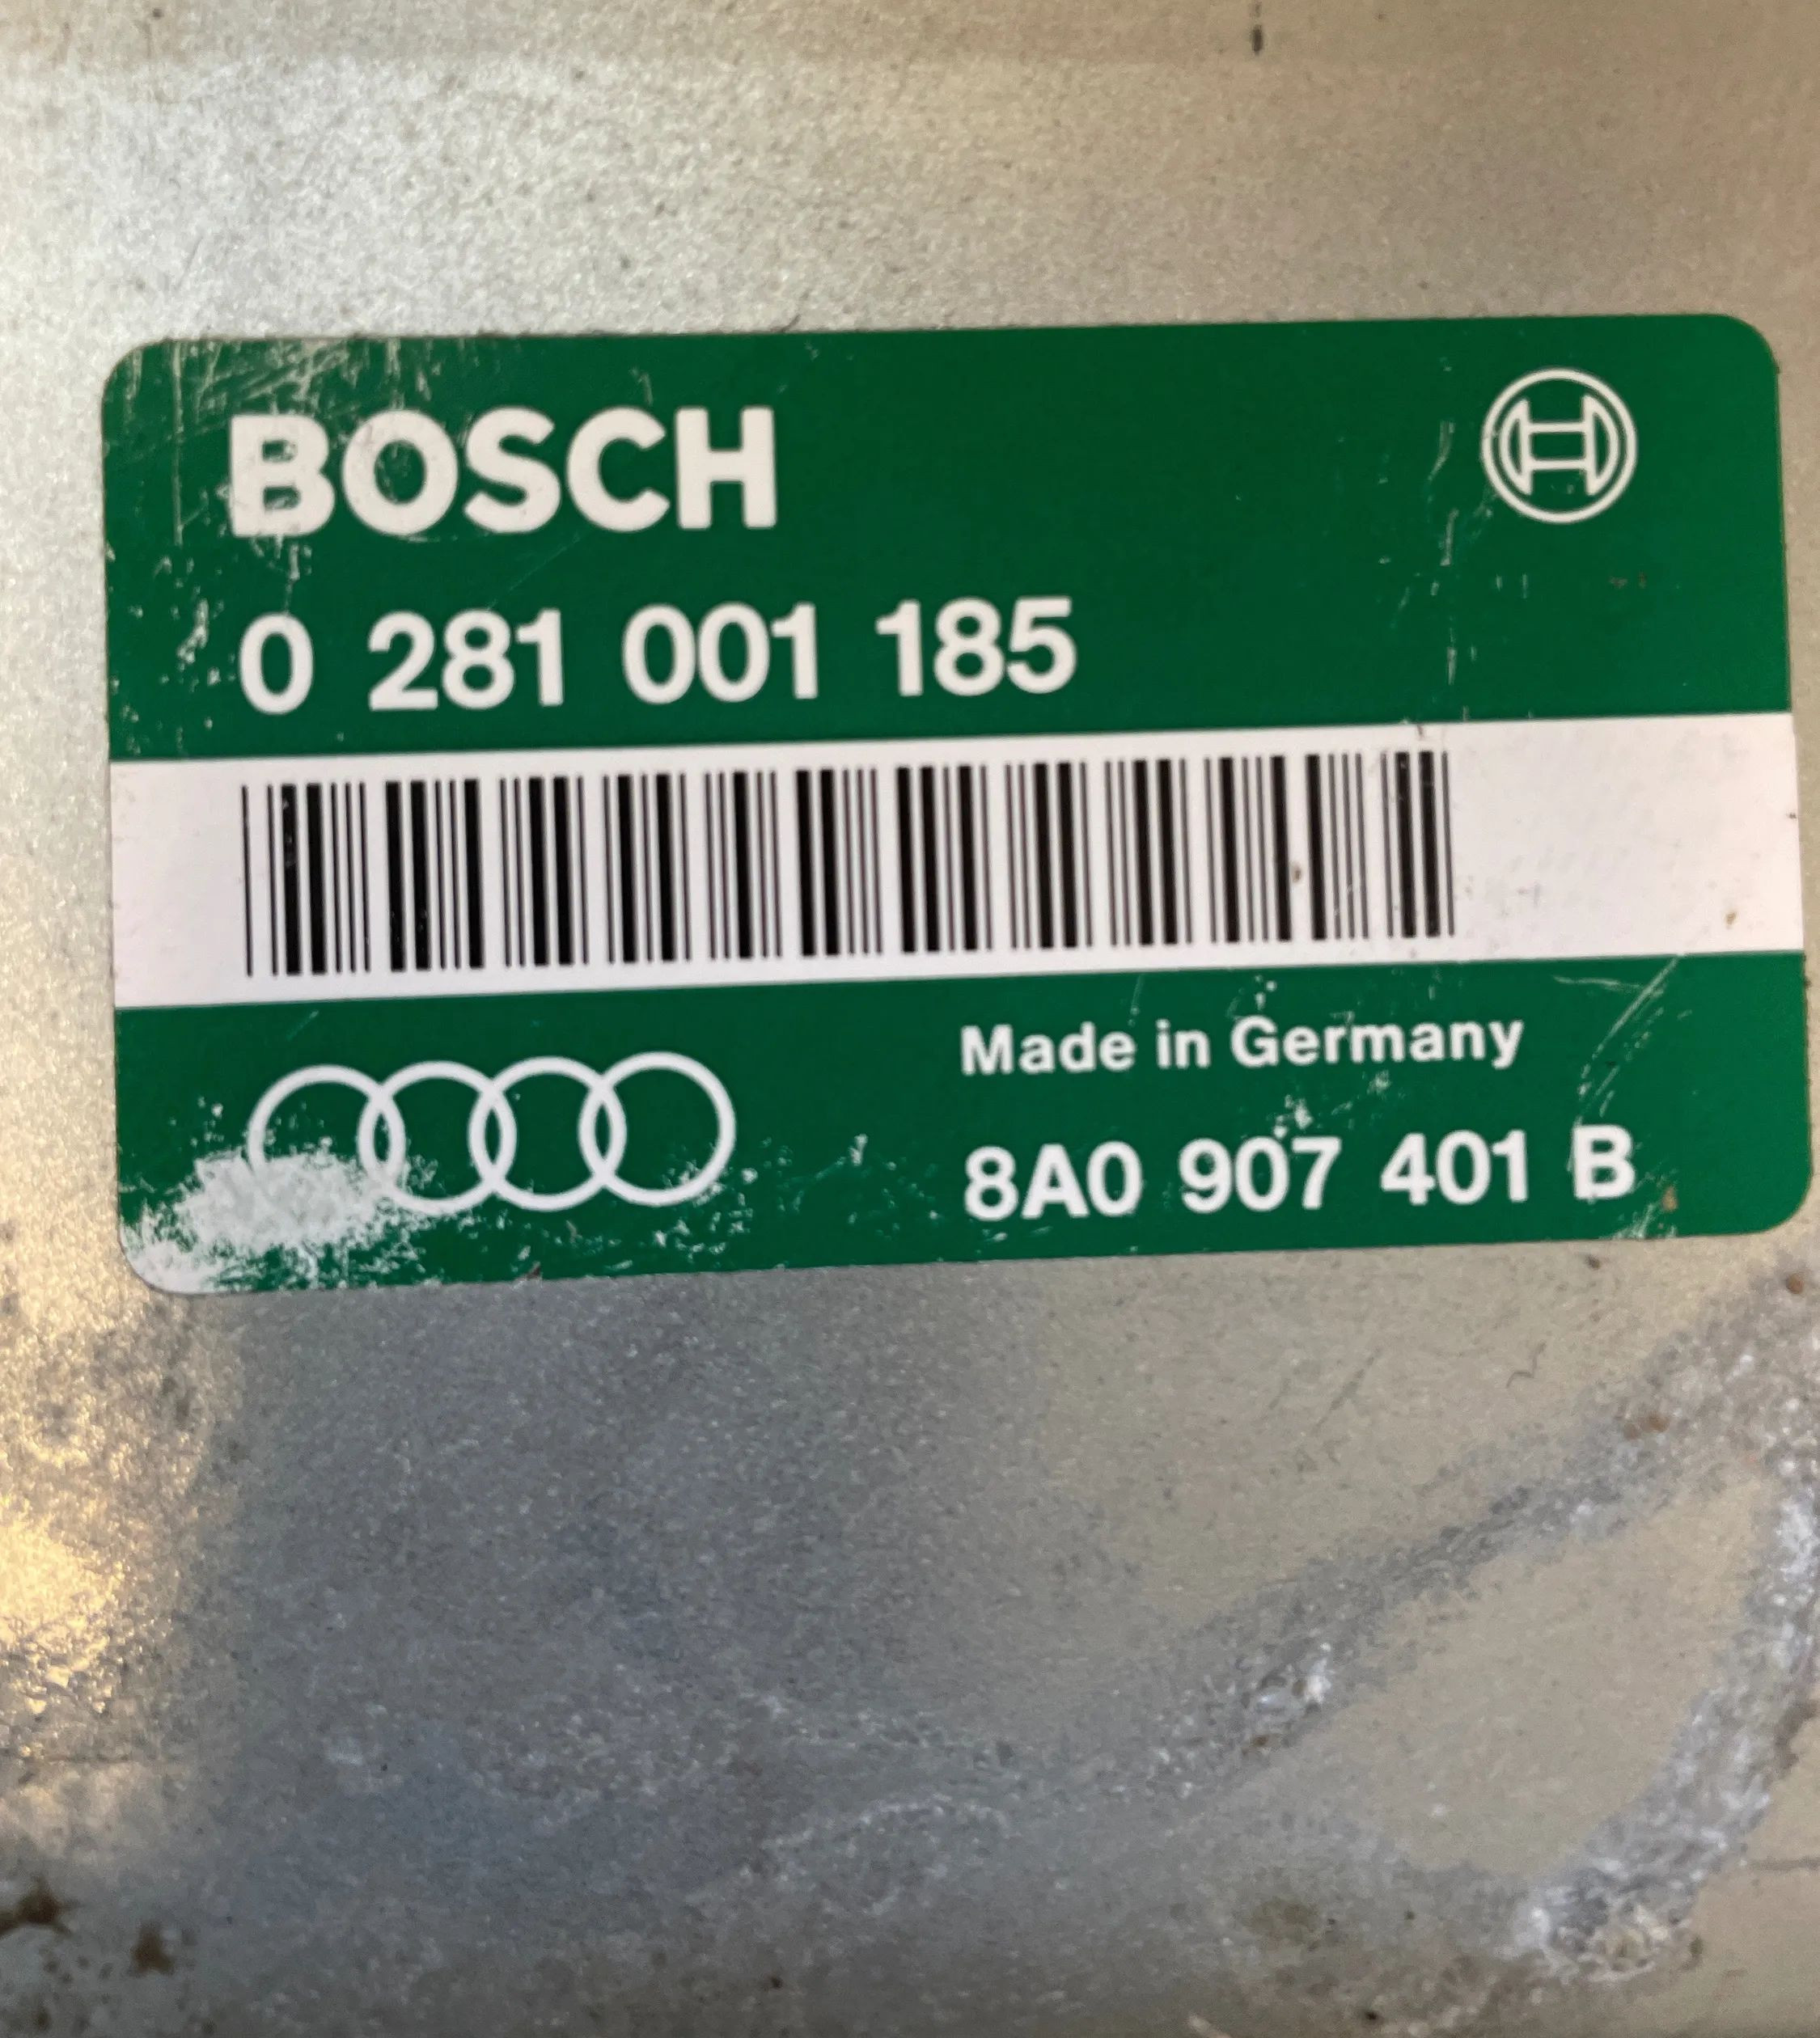 BOSCH
0 281 001 185
Made in Germany
8A0 907 401 B